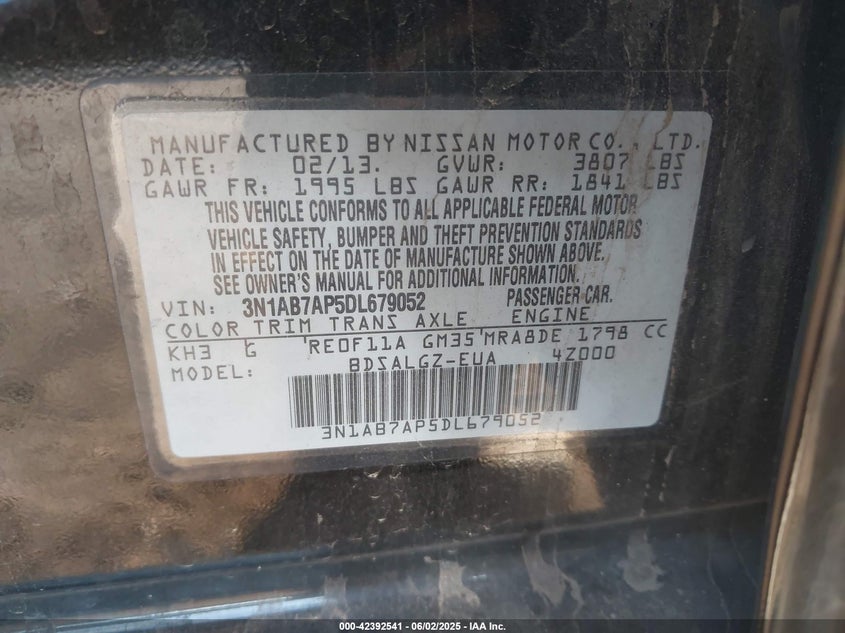 MANUFACTURED BY NISSAN MOTOR CO., LTD.
DATE: 02/13. GVWR: 3807 LBS
GAWR FR: 1995 LBS GAWR RR: 1841 LBS
THIS VEHICLE CONFORMS TO ALL APPLICABLE FEDERAL MOTOR
VEHICLE SAFETY, BUMPER AND THEFT PREVENTION STANDARDS
IN EFFECT ON THE DATE OF MANUFACTURE SHOWN ABOVE.
SEE OWNER'S MANUAL FOR ADDITIONAL INFORMATION.
VIN: 3N1AB7AP5DL679052 PASSENGER CAR.
COLOR TRIM TRANS AXLE ENGINE
KH3 G 'RE0F11A GM35'MRA8DE 1798 CC
MODEL: BDSALGZ-EUA 4Z000
3N1AB7AP5DL679052
000-42392541 - 06/02/2025 - IAA Inc.